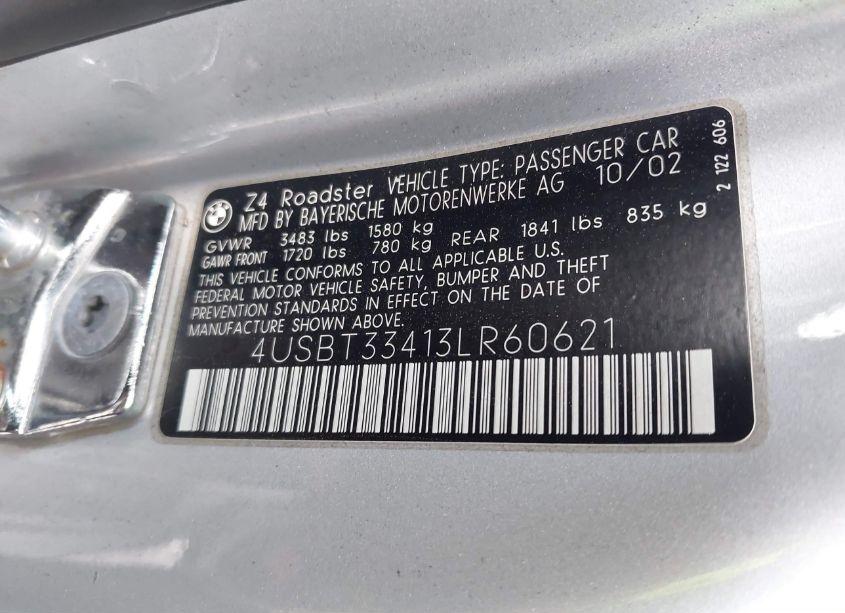 Z4 Roadster VEHICLE TYPE: PASSENGER CAR
MFD BY BAYERISCHE MOTORENWERKE AG 10/02
GVWR 3483 lbs 1580 kg
GAWR FRONT 1720 lbs 780 kg REAR 1841 lbs 835 kg
THIS VEHICLE CONFORMS TO ALL APPLICABLE U.S.
FEDERAL MOTOR VEHICLE SAFETY, BUMPER AND THEFT
PREVENTION STANDARDS IN EFFECT ON THE DATE OF
MANUFACTURE SHOWN ABOVE.
4USBT33413LR60621
2 122 606